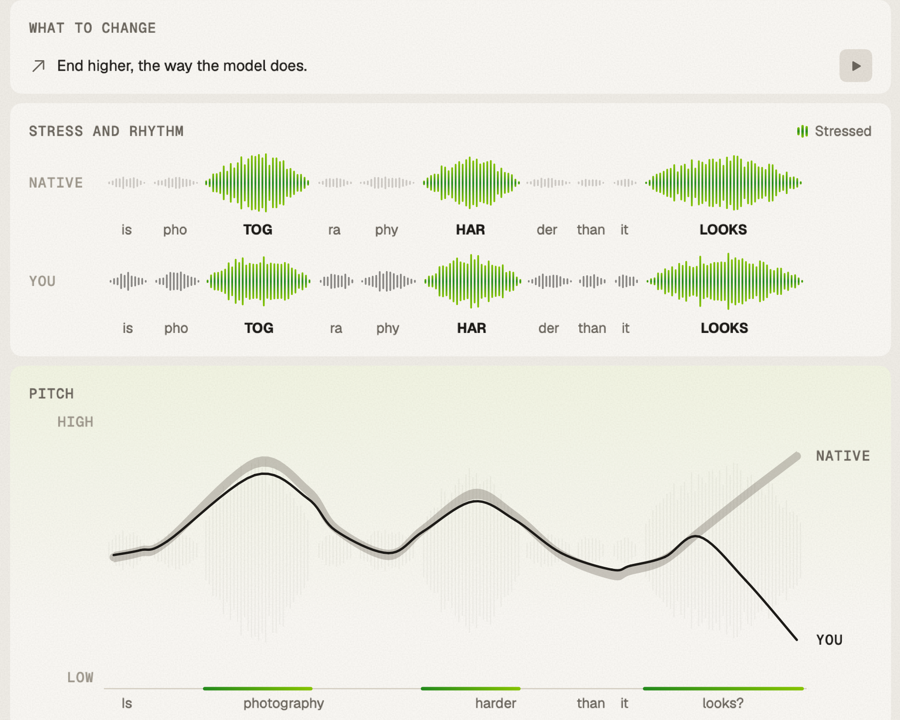 WHAT TO CHANGE
End higher, the way the model does.
STRESS AND RHYTHM
Stressed
NATIVE
is pho TOG ra phy HAR der than it LOOKS
YOU
is pho TOG ra phy HAR der than it LOOKS
PITCH
HIGH
NATIVE
YOU
LOW
Is photography harder than it looks?